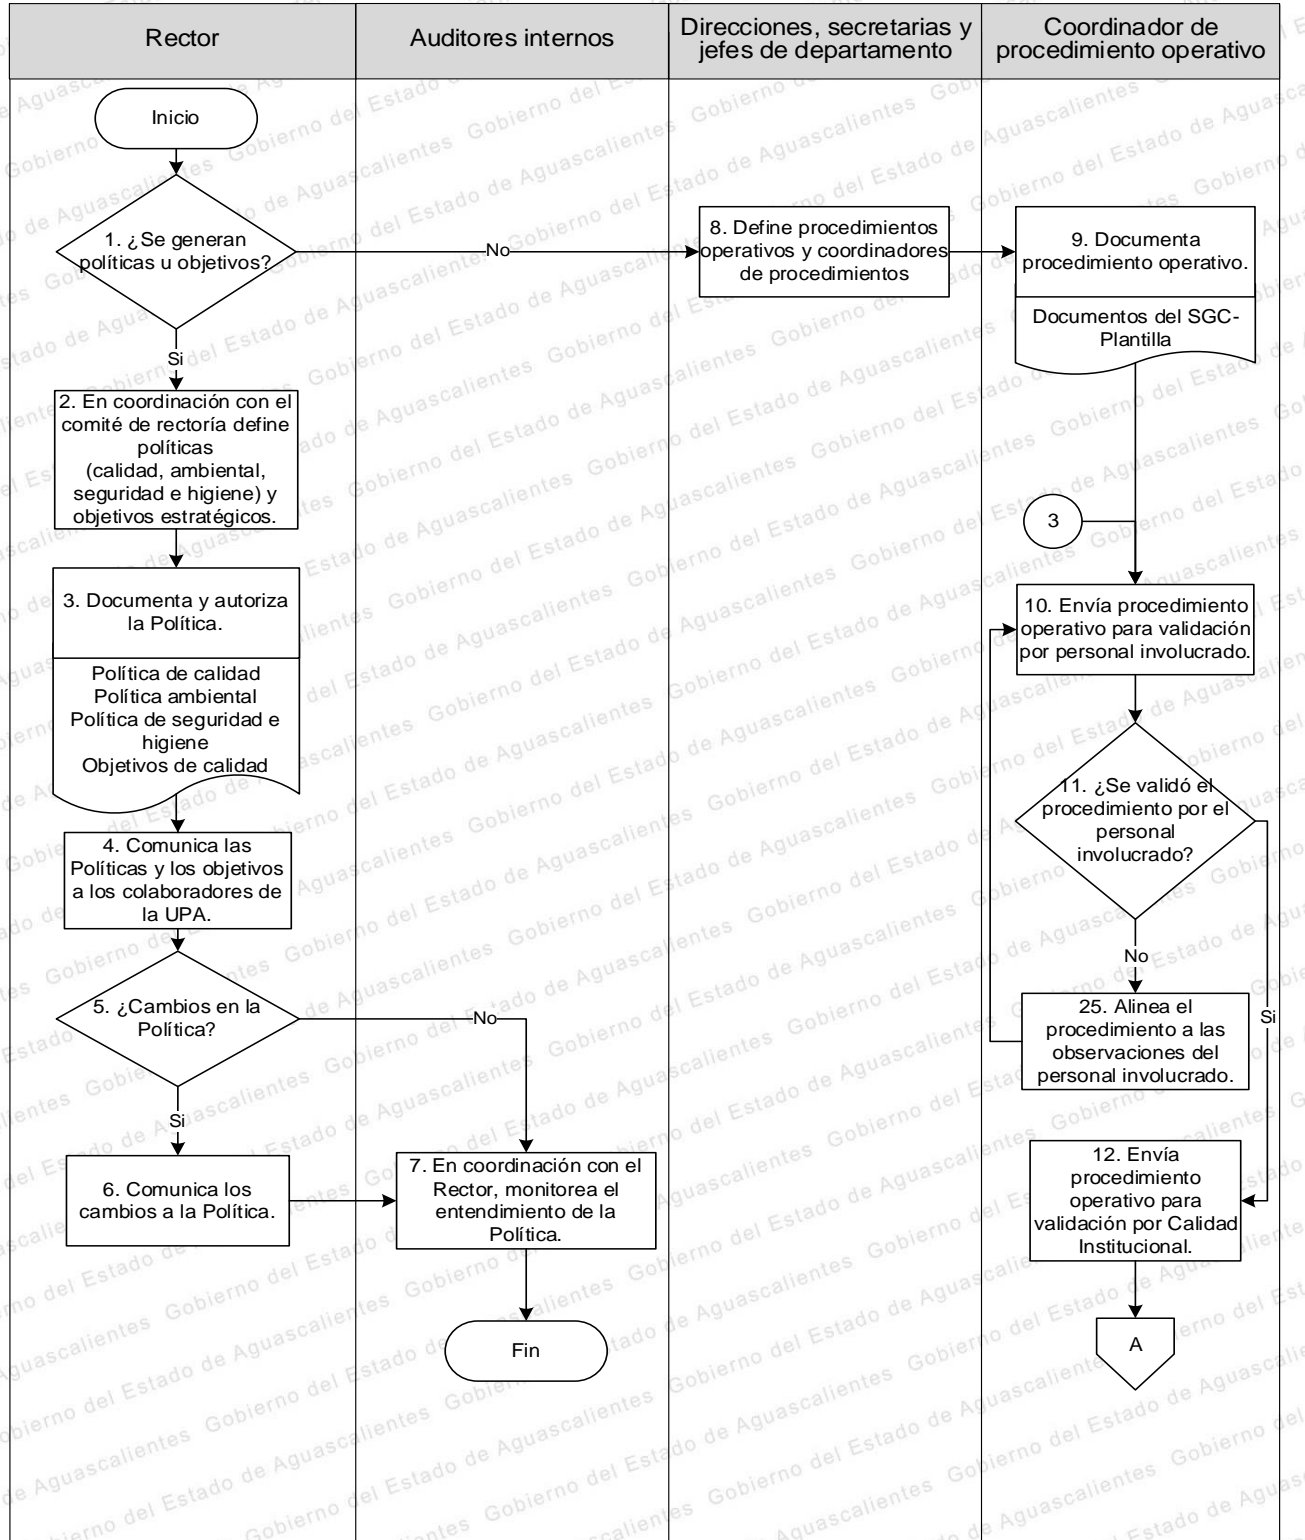 Rector
Auditores internos
Direcciones, secretarias y
jefes de departamento
Coordinador de
procedimiento operativo
Inicio
1. ¿Se generan
políticas u objetivos?
No
Si
2. En coordinación con el
comité de rectoría define
políticas
(calidad, ambiental,
seguridad e higiene) y
objetivos estratégicos.
3. Documenta y autoriza
la Política.
Política de calidad
Política ambiental
Política de seguridad e
higiene
Objetivos de calidad
4. Comunica las
Políticas y los objetivos
a los colaboradores de
la UPA.
5. ¿Cambios en la
Política?
No
Si
6. Comunica los
cambios a la Política.
7. En coordinación con el
Rector, monitorea el
entendimiento de la
Política.
Fin
8. Define procedimientos
operativos y coordinadores
de procedimientos
9. Documenta
procedimiento operativo.
Documentos del SGC-
Plantilla
3
10. Envía procedimiento
operativo para validación
por personal involucrado.
11. ¿Se validó el
procedimiento por el
personal
involucrado?
No
Si
25. Alinea el
procedimiento a las
observaciones del
personal involucrado.
12. Envía
procedimiento
operativo para
validación por Calidad
Institucional.
A
Gobierno del Estado de Aguascalientes